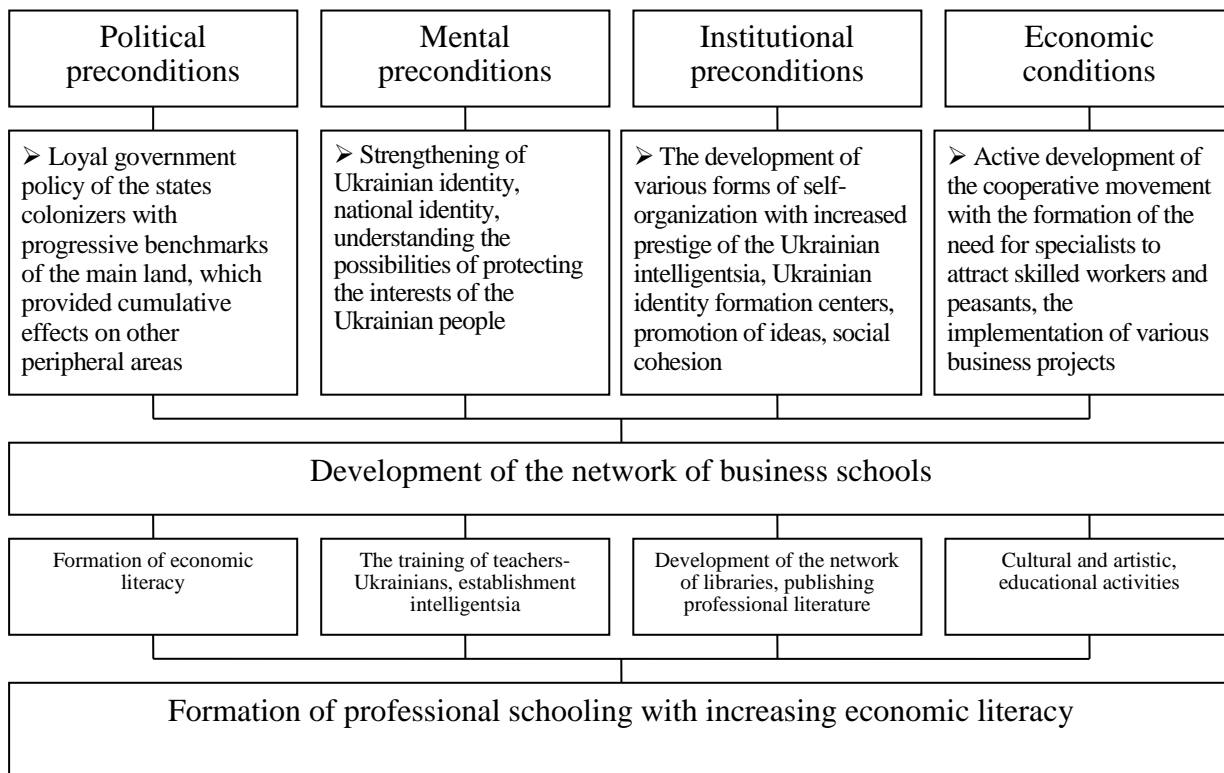 Political
preconditions
Mental
preconditions
Institutional
preconditions
Economic
conditions
➢ Loyal government
policy of the states
colonizers with
progressive benchmarks
of the main land, which
provided cumulative
effects on other
peripheral areas
➢ Strengthening of
Ukrainian identity,
national identity,
understanding the
possibilities of protecting
the interests of the
Ukrainian people
➢ The development of
various forms of self-
organization with increased
prestige of the Ukrainian
intelligentsia, Ukrainian
identity formation centers,
promotion of ideas, social
cohesion
➢ Active development of
the cooperative movement
with the formation of the
need for specialists to
attract skilled workers and
peasants, the
implementation of various
business projects
Development of the network of business schools
Formation of economic
literacy
The training of teachers-
Ukrainians, establishment
intelligentsia
Development of the network
of libraries, publishing
professional literature
Cultural and artistic,
educational activities
Formation of professional schooling with increasing economic literacy